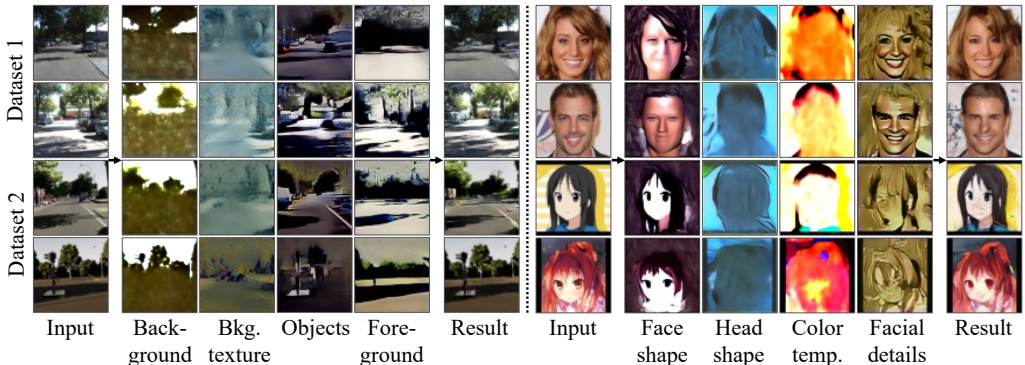 Dataset 1
Dataset 2
Input
Back-
ground
Bkg.
texture
Objects
Fore-
ground
Result
Input
Face
shape
Head
shape
Color
temp.
Facial
details
Result